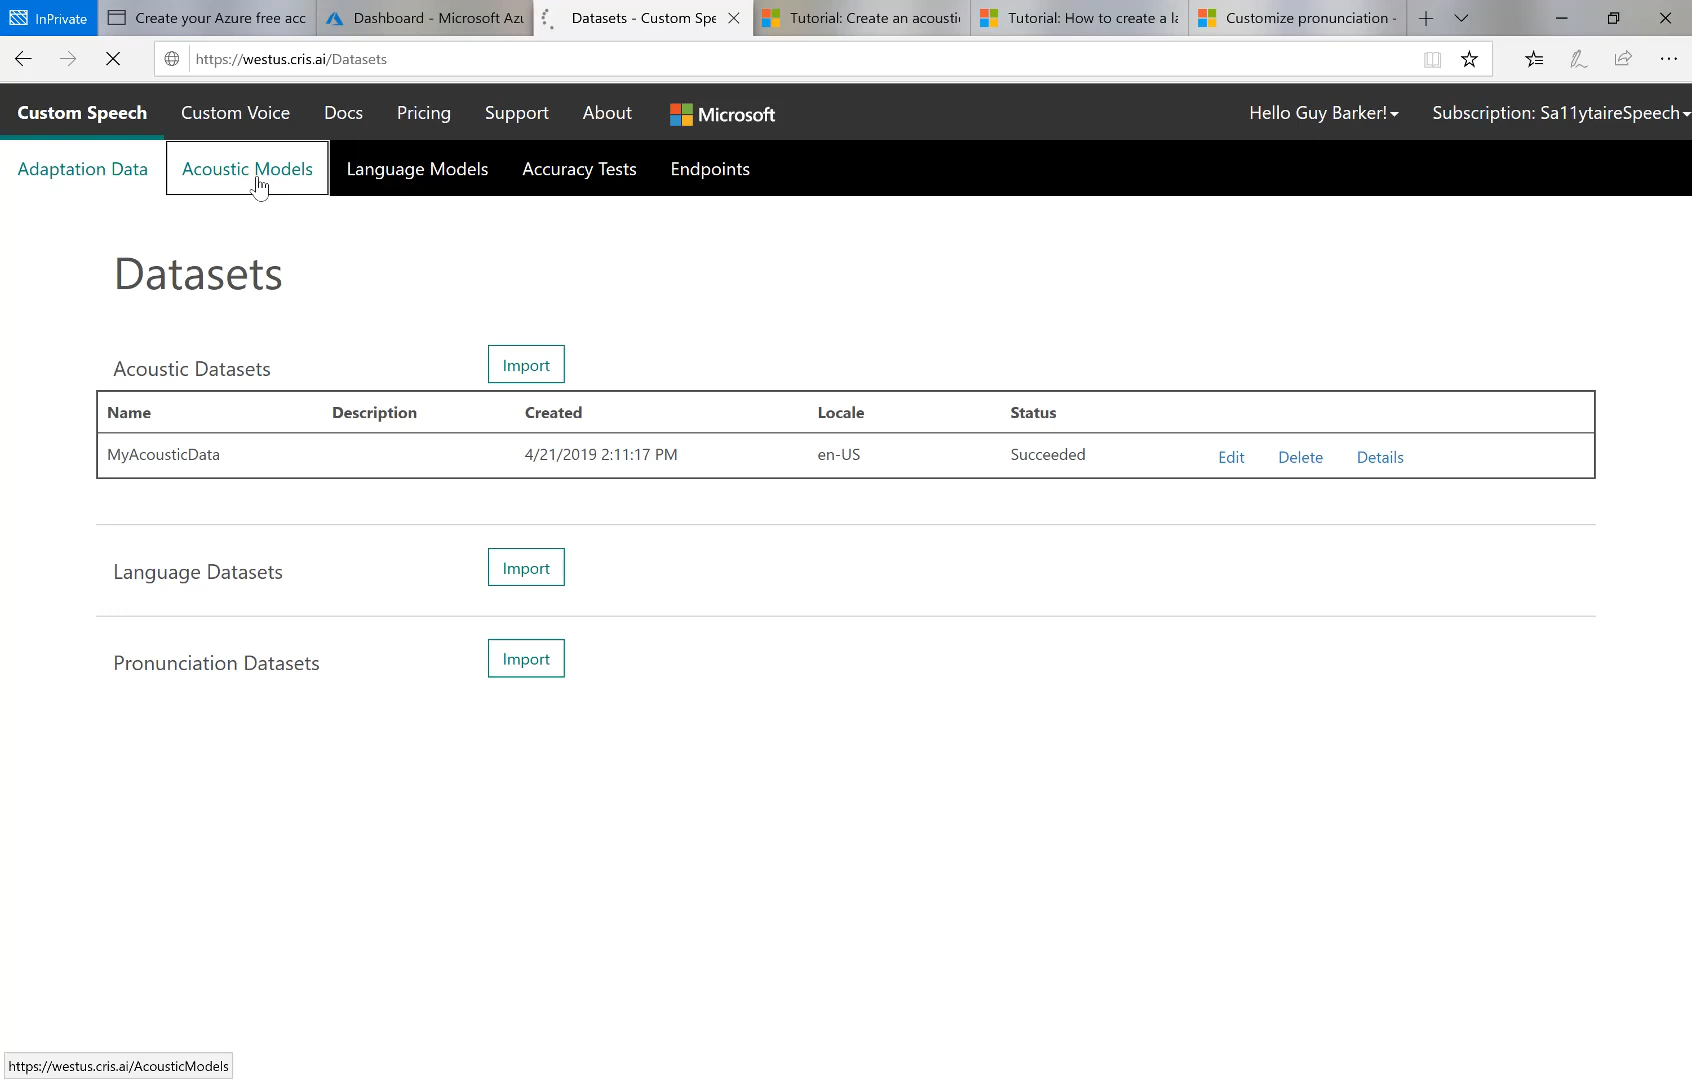 InPrivate
Create your Azure free acc
Dashboard - Microsoft Azu
Datasets - Custom Spe
Tutorial: Create an acousti
Tutorial: How to create a la
Customize pronunciation -
https://westus.cris.ai/Datasets
Custom Speech Custom Voice Docs Pricing Support About Microsoft Hello Guy Barker! Subscription: Sa11ytaireSpeech
Adaptation Data Acoustic Models Language Models Accuracy Tests Endpoints
Datasets
Acoustic Datasets Import
Name Description Created Locale Status
MyAcousticData 4/21/2019 2:11:17 PM en-US Succeeded Edit Delete Details
Language Datasets Import
Pronunciation Datasets Import
https://westus.cris.ai/AcousticModels